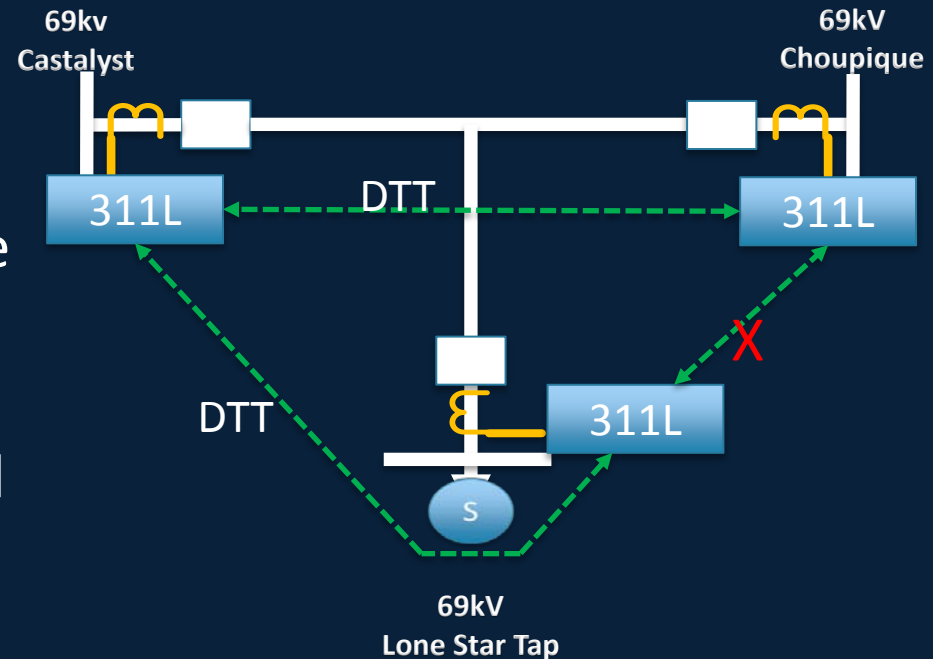 69kv
Castalyst
69kV
Choupique
311L
DTT
311L
e
X
DTT
311L
l
S
69kV
Lone Star Tap